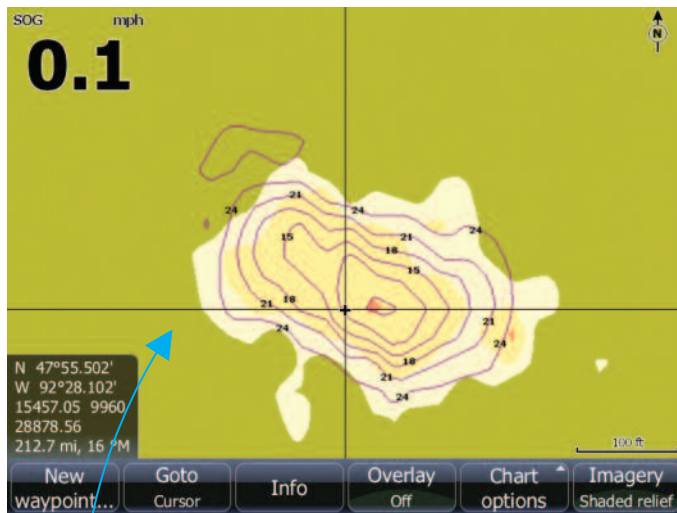 SOG mph
0.1
N
24
21
24
15
21
24
18
15
21
18
21
24
24
18
21
24
N 47°55.502'
W 92°28.102'
15457.05 9960
28878.56
212.7 mi, 16 °M
100 ft
New
waypoint...
Goto
Cursor
Info
Overlay
Off
Chart
options
Imagery
Shaded relief